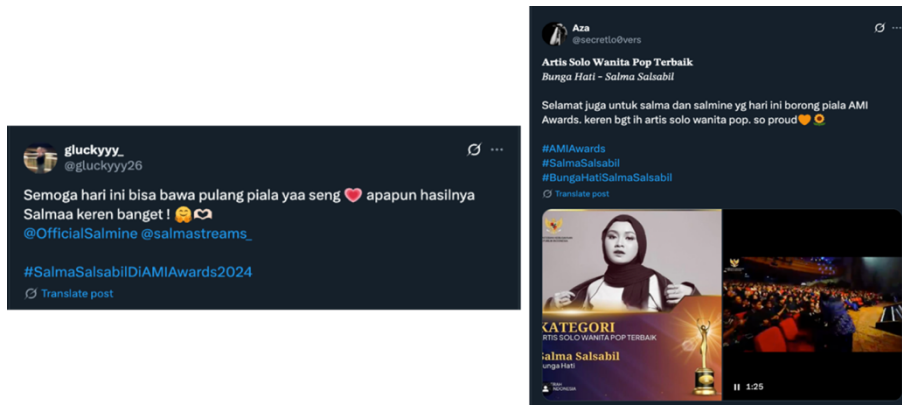 gluckyyy_
@gluckyyy26
Semoga hari ini bisa bawa pulang piala yaa seng ❤️ apapun hasilnya
Salmaa keren banget ! 🤗🫶
@OfficialSalmine @salmastreams_
#SalmaSalsabilDiAMIAwards2024
Translate post
Aza
@secretlo0vers
Artis Solo Wanita Pop Terbaik
Bunga Hati - Salma Salsabil
Selamat juga untuk salma dan salmine yg hari ini borong piala AMI
Awards. keren bgt ih artis solo wanita pop. so proud🧡🌻
#AMIAwards
#SalmaSalsabil
#BungaHatiSalmaSalsabil
Translate post
KATEGORI
ARTIS SOLO WANITA POP TERBAIK
Salma Salsabil
Bunga Hati
1:25